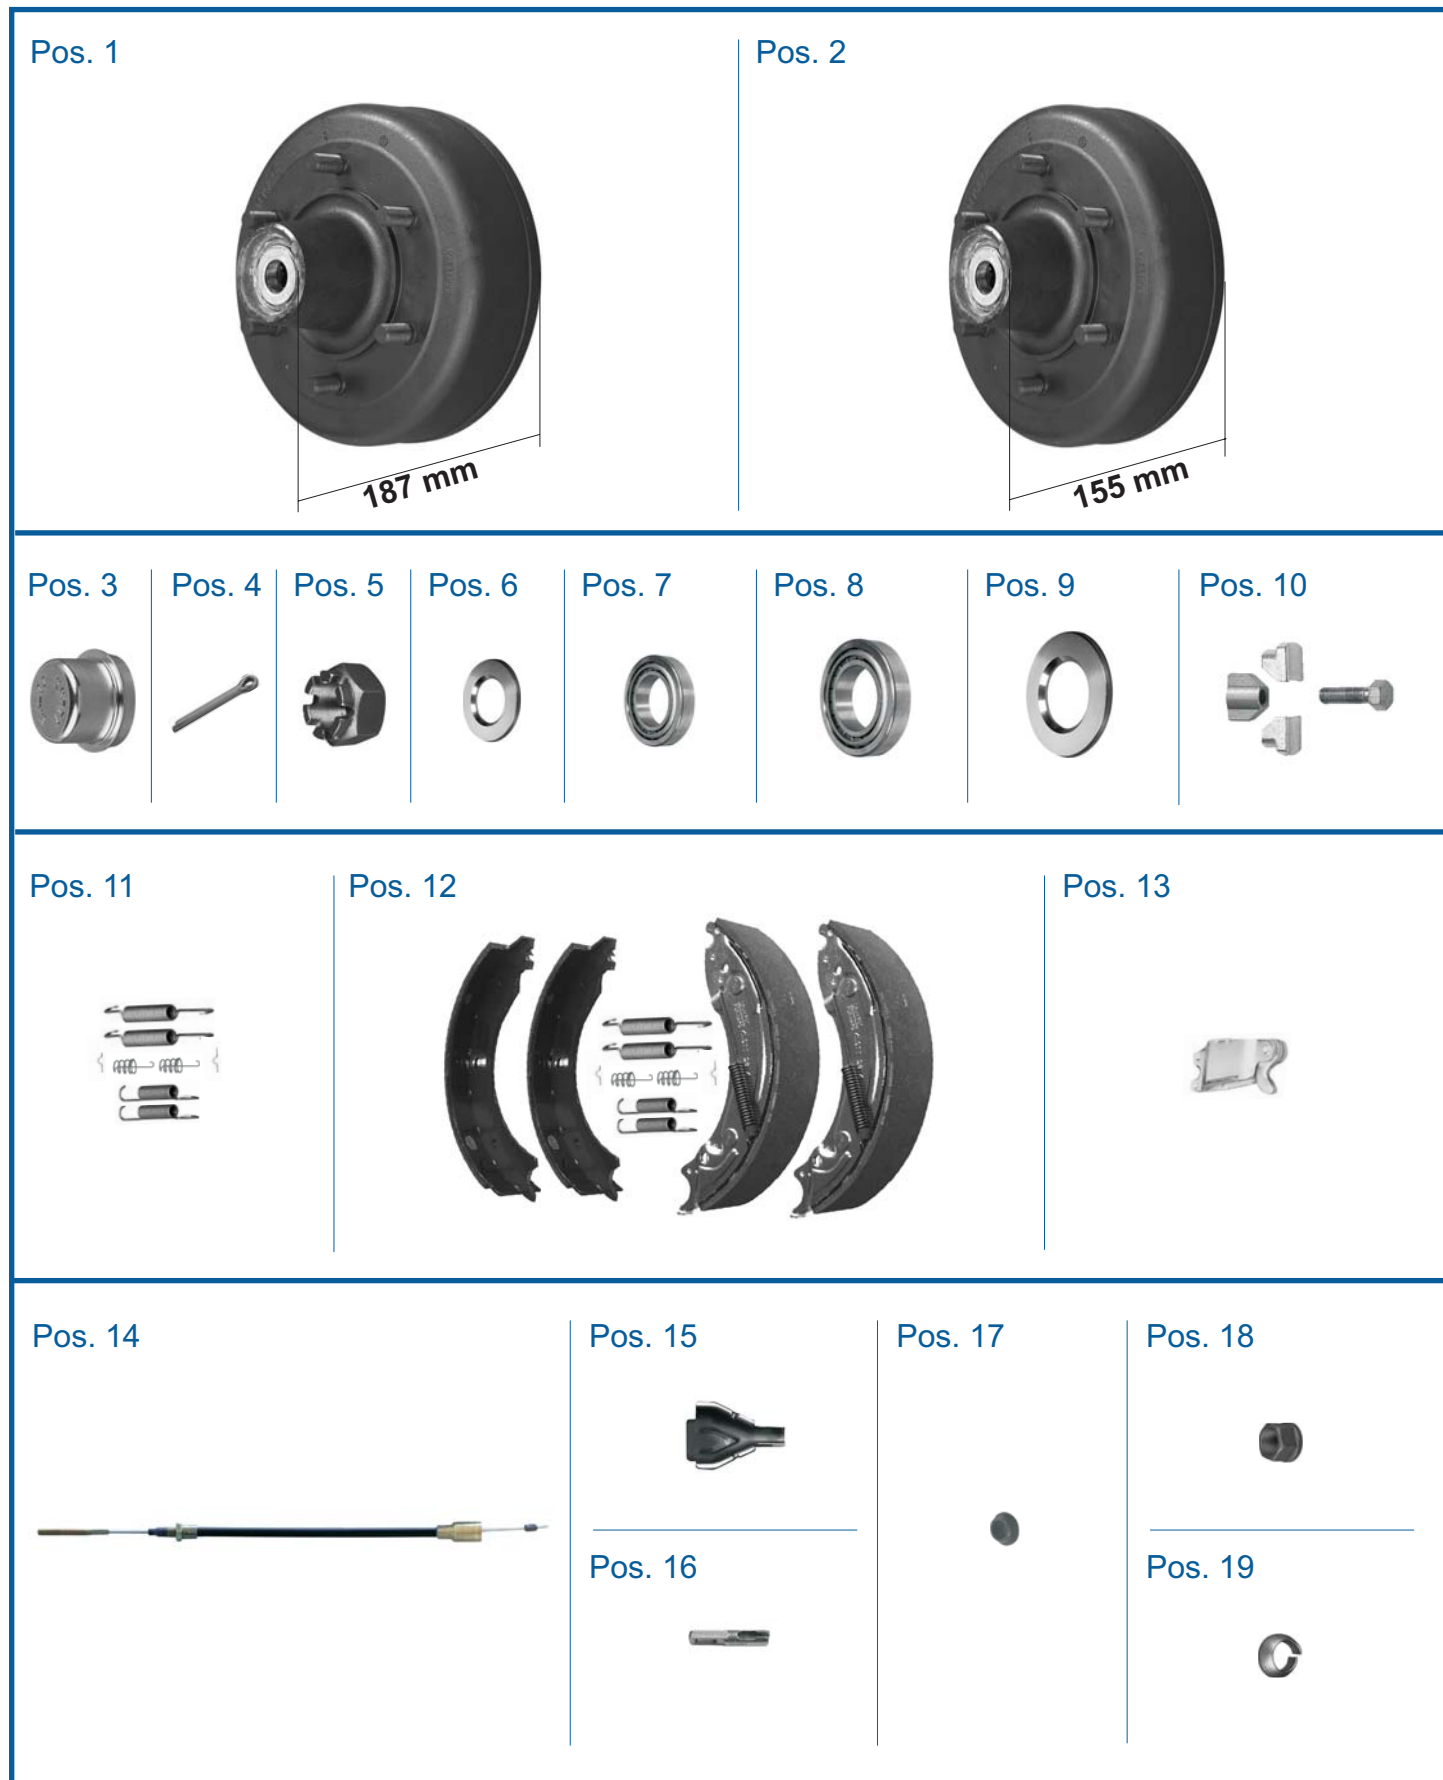 Pos. 1
Pos. 2
187 mm
155 mm
Pos. 3
Pos. 4
Pos. 5
Pos. 6
Pos. 7
Pos. 8
Pos. 9
Pos. 10
Pos. 11
Pos. 12
Pos. 13
Pos. 14
Pos. 15
Pos. 17
Pos. 18
Pos. 16
Pos. 19